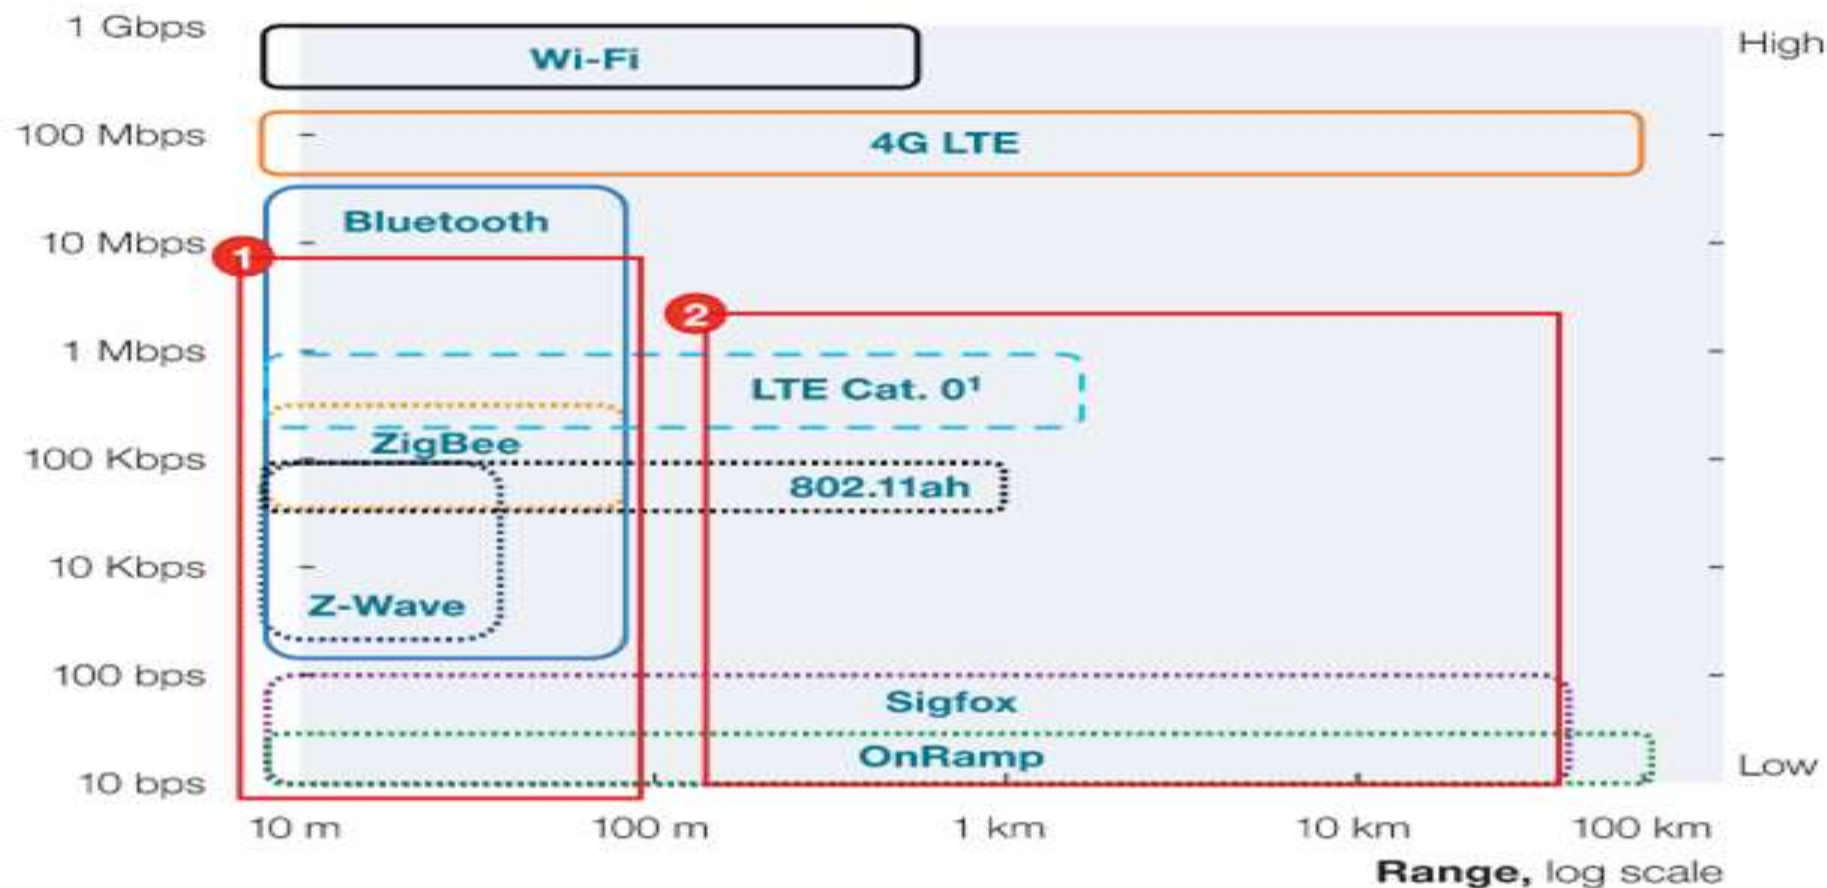 1 Gbps
Wi-Fi
High
100 Mbps
4G LTE
Bluetooth
10 Mbps
1
2
1 Mbps
LTE Cat. 0¹
ZigBee
100 Kbps
802.11ah
10 Kbps
Z-Wave
100 bps
Sigfox
OnRamp
Low
10 bps
10 m 100 m 1 km 10 km 100 km
Range, log scale